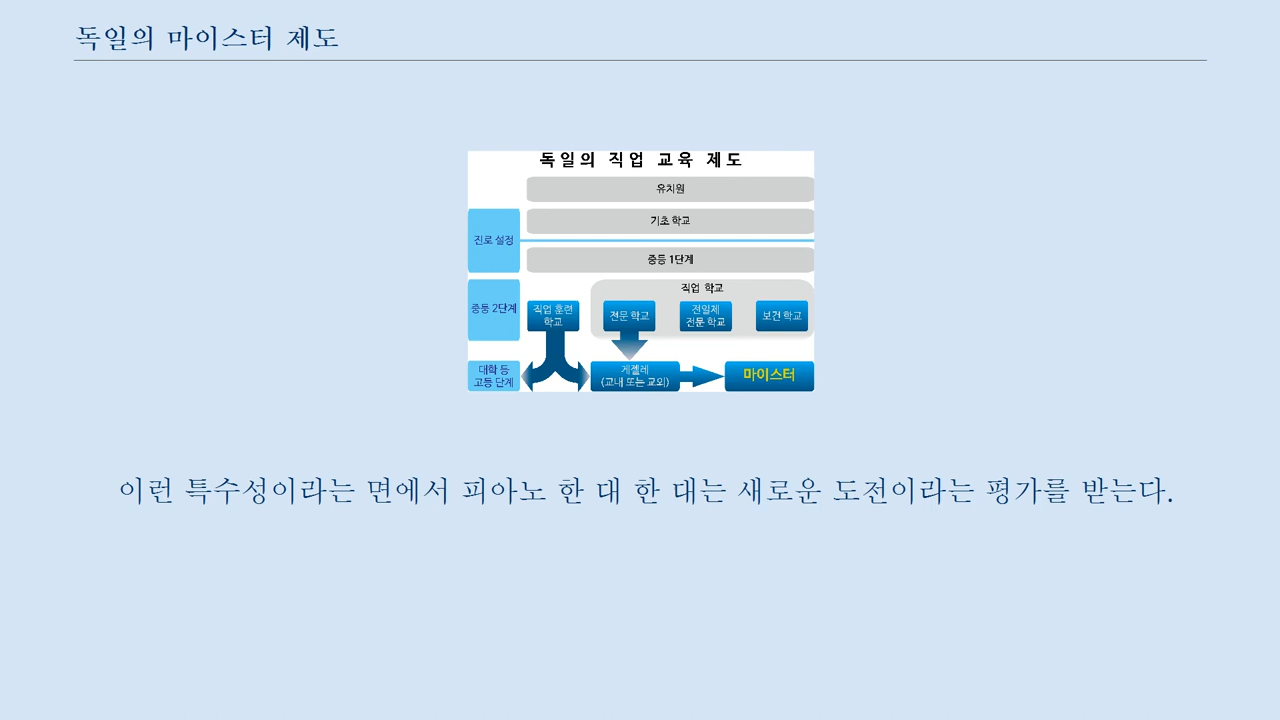 독일의 마이스터 제도
독일의 직업 교육 제도
유치원
기초 학교
진로 설정
중등 1단계
직업 학교
중등 2단계
직업 훈련
학교
전문 학교
전일제
전문 학교
보건 학교
대학 등
고등 단계
게젤레
(교내 또는 교외)
마이스터
이런 특수성이라는 면에서 피아노 한 대 한 대는 새로운 도전이라는 평가를 받는다.